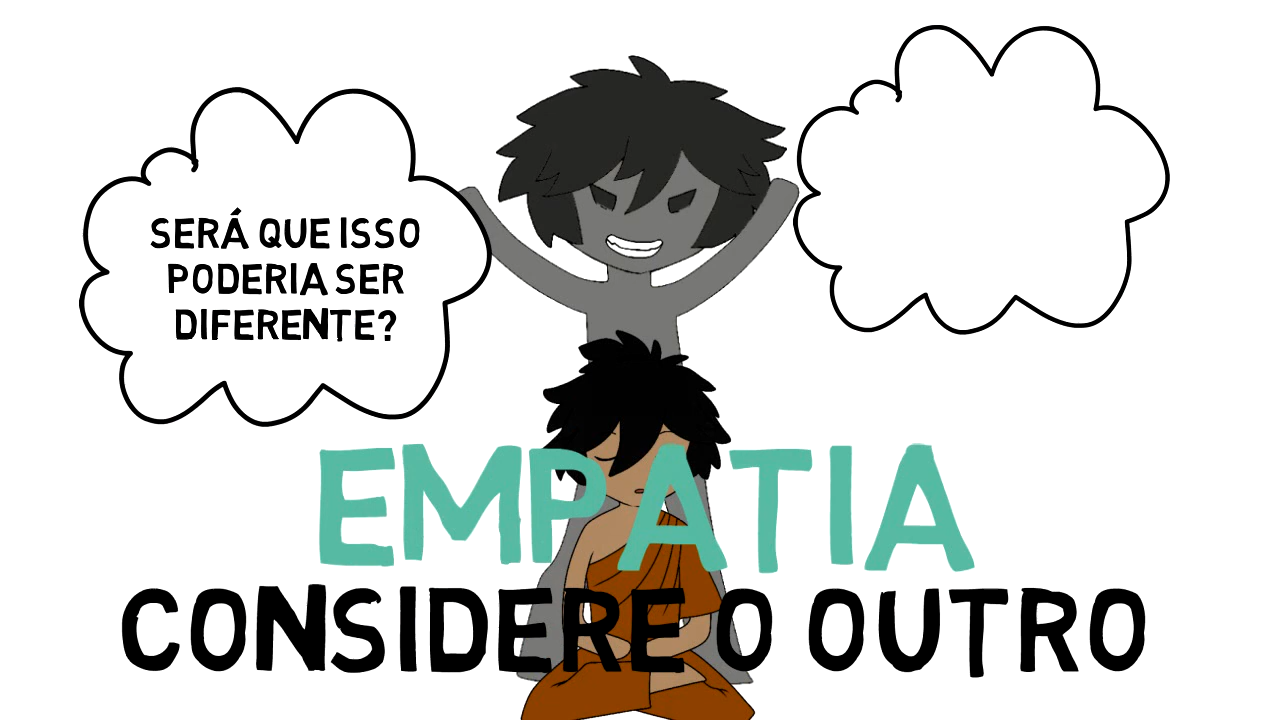 SERÁ QUE ISSO
PODERIA SER
DIFERENTE?
EMPATIA
CONSIDERE O OUTRO